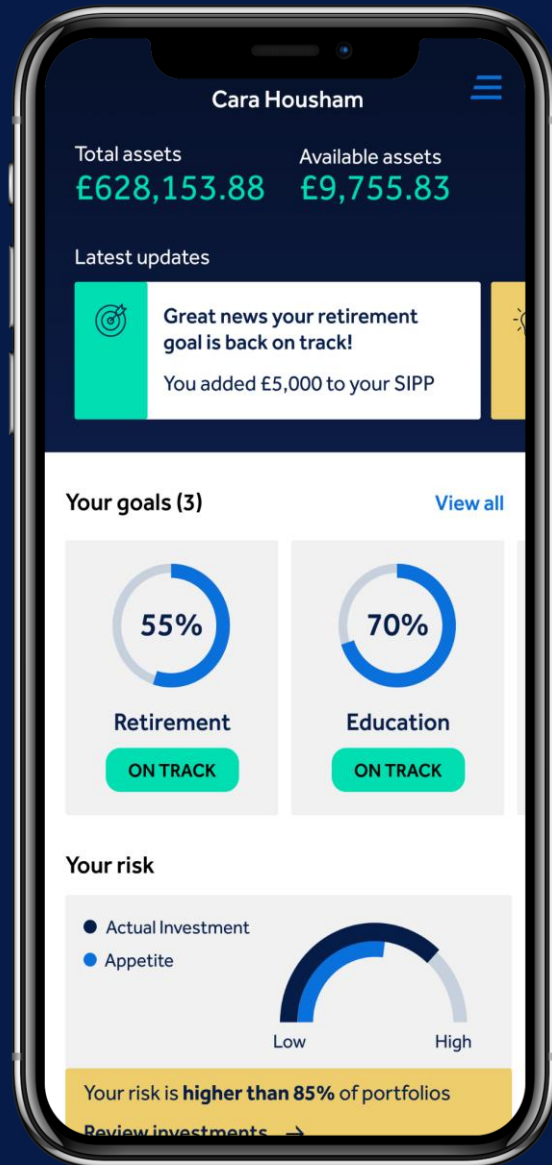 Cara Housham
Total assets
Available assets
£628,153.88
£9,755.83
Latest updates
Great news your retirement
goal is back on track!
You added £5,000 to your SIPP
Your goals (3)
View all
55%
70%
Retirement
Education
ON TRACK
ON TRACK
Your risk
Actual Investment
Appetite
Low
High
Your risk is higher than 85% of portfolios
Review investments →